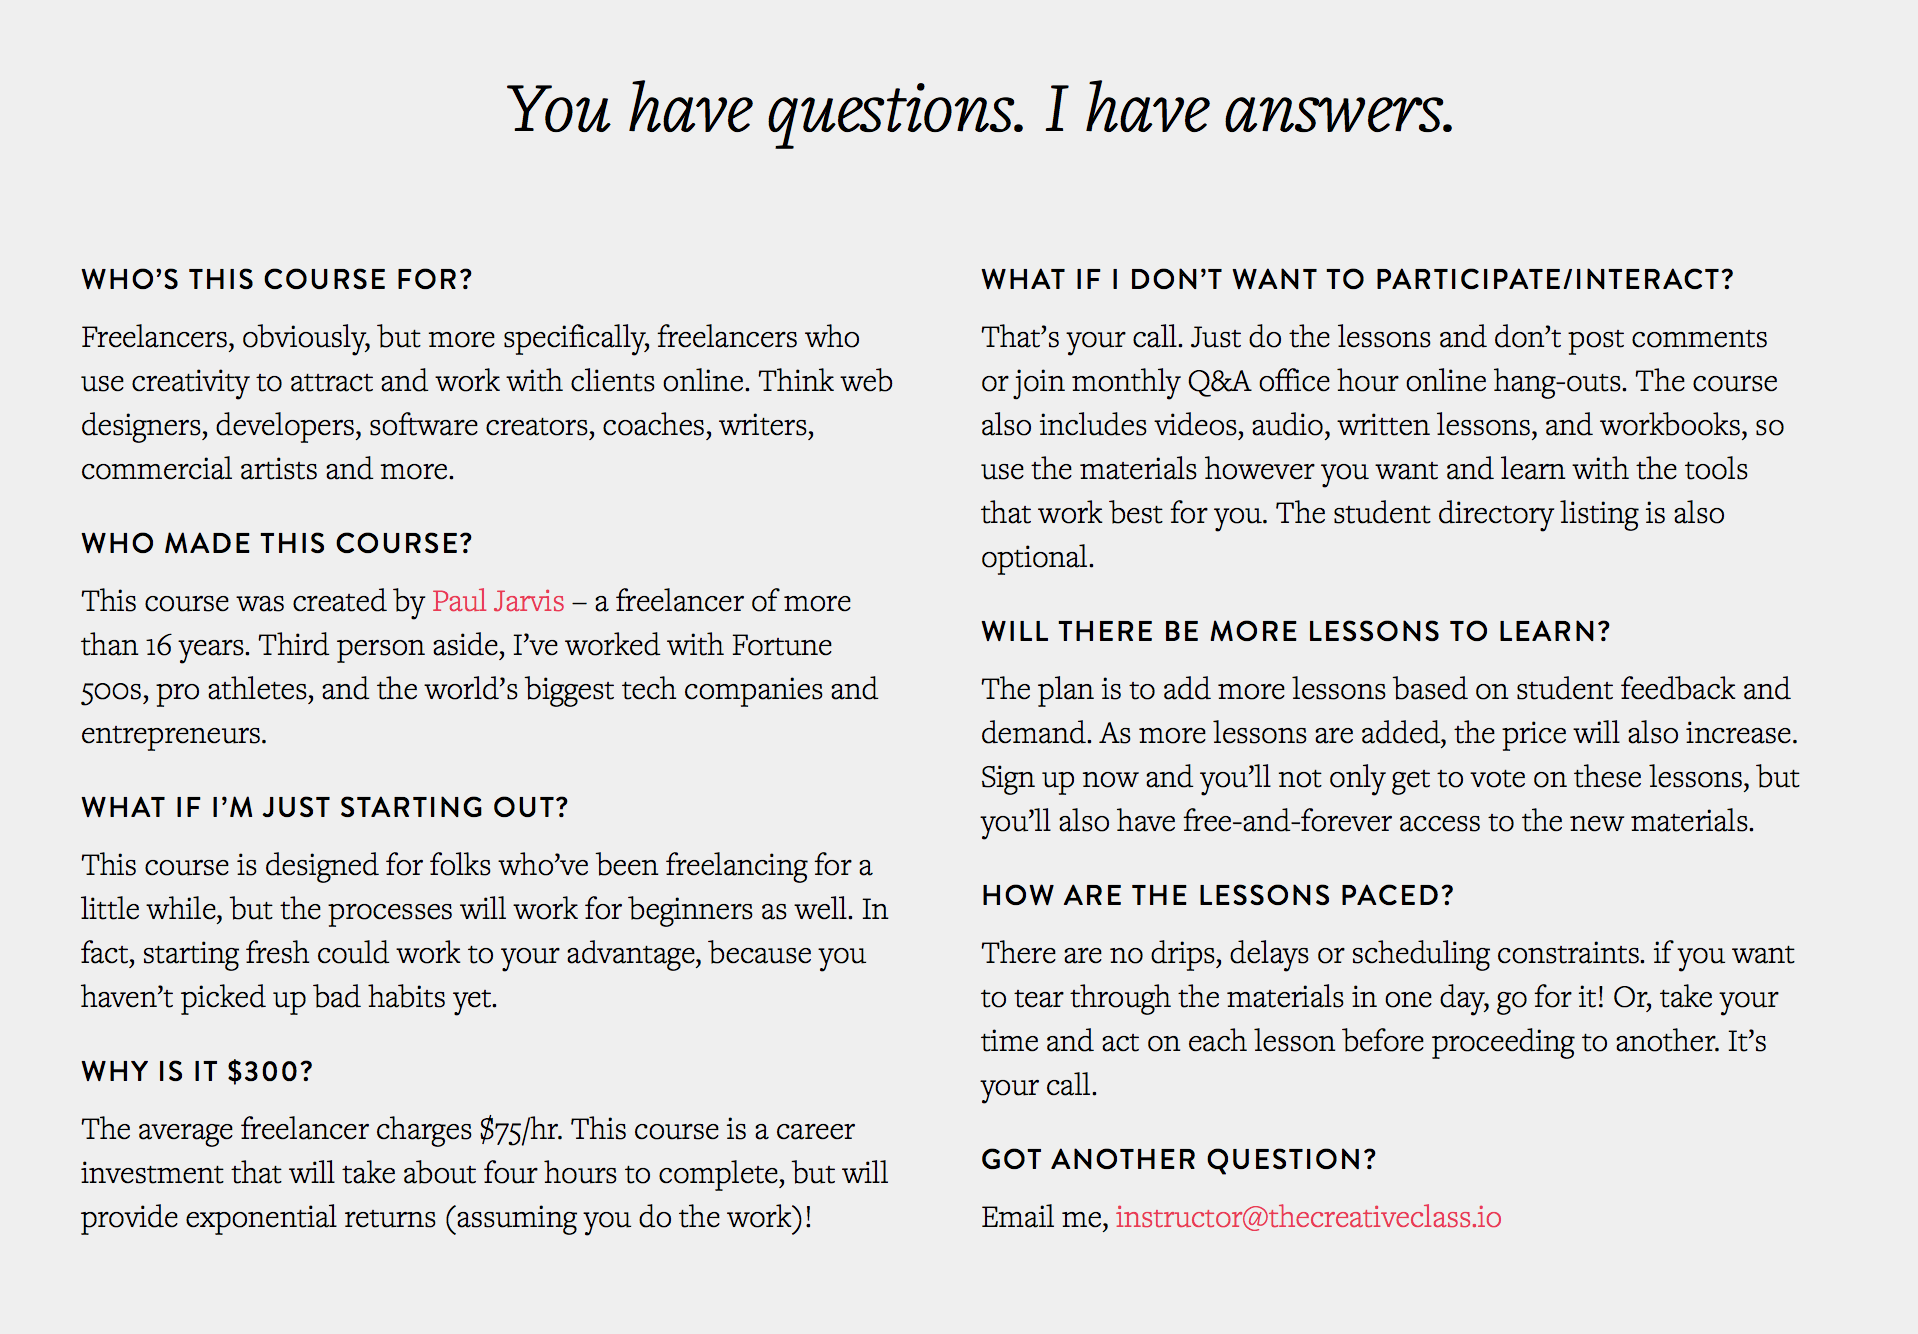 You have questions. I have answers.
WHO’S THIS COURSE FOR?
Freelancers, obviously, but more specifically, freelancers who
use creativity to attract and work with clients online. Think web
designers, developers, software creators, coaches, writers,
commercial artists and more.
WHO MADE THIS COURSE?
This course was created by Paul Jarvis – a freelancer of more
than 16 years. Third person aside, I’ve worked with Fortune
500s, pro athletes, and the world’s biggest tech companies and
entrepreneurs.
WHAT IF I’M JUST STARTING OUT?
This course is designed for folks who’ve been freelancing for a
little while, but the processes will work for beginners as well. In
fact, starting fresh could work to your advantage, because you
haven’t picked up bad habits yet.
WHY IS IT $300?
The average freelancer charges $75/hr. This course is a career
investment that will take about four hours to complete, but will
provide exponential returns (assuming you do the work)!
WHAT IF I DON’T WANT TO PARTICIPATE/INTERACT?
That’s your call. Just do the lessons and don’t post comments
or join monthly Q&A office hour online hang-outs. The course
also includes videos, audio, written lessons, and workbooks, so
use the materials however you want and learn with the tools
that work best for you. The student directory listing is also
optional.
WILL THERE BE MORE LESSONS TO LEARN?
The plan is to add more lessons based on student feedback and
demand. As more lessons are added, the price will also increase.
Sign up now and you’ll not only get to vote on these lessons, but
you’ll also have free-and-forever access to the new materials.
HOW ARE THE LESSONS PACED?
There are no drips, delays or scheduling constraints. if you want
to tear through the materials in one day, go for it! Or, take your
time and act on each lesson before proceeding to another. It’s
your call.
GOT ANOTHER QUESTION?
Email me, instructor@thecreativeclass.io